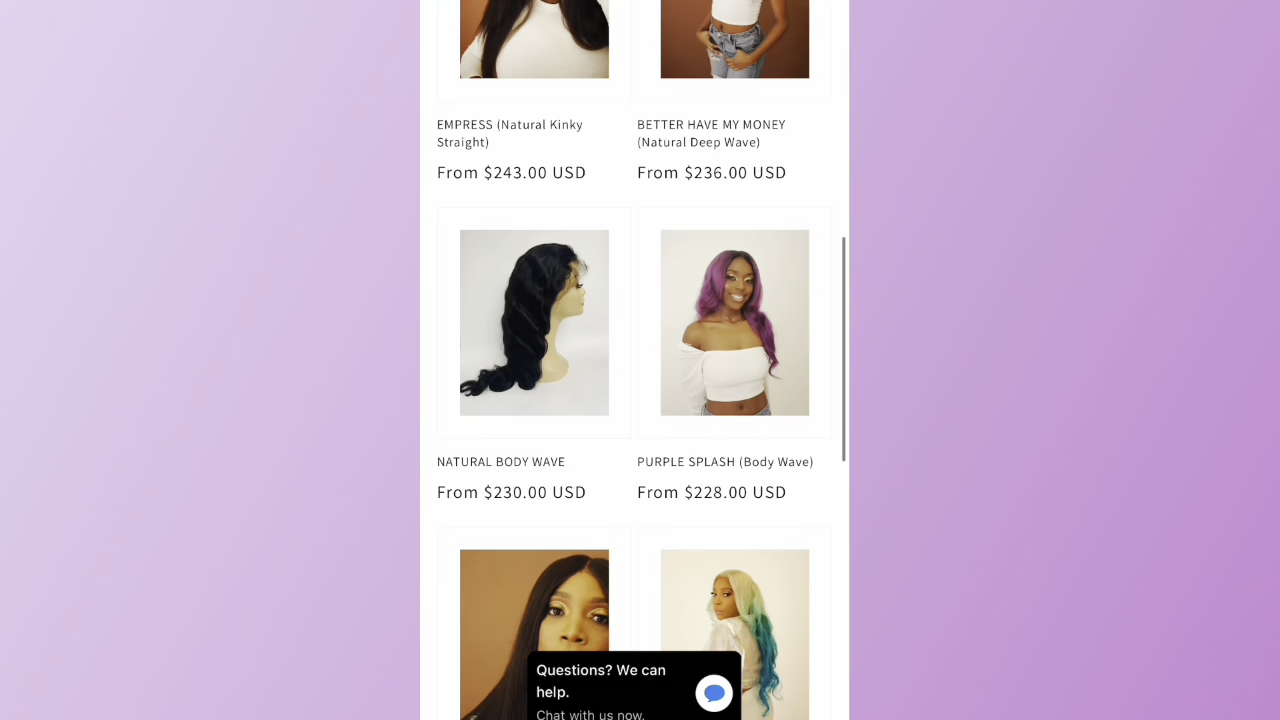 EMPRESS (Natural Kinky
Straight)
From $243.00 USD
BETTER HAVE MY MONEY
(Natural Deep Wave)
From $236.00 USD
NATURAL BODY WAVE
From $230.00 USD
PURPLE SPLASH (Body Wave)
From $228.00 USD
Questions? We can
help.
Chat with us now.